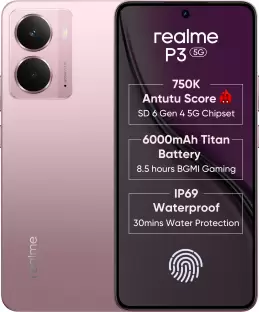 realme
P3 5G
750K
Antutu Score
SD 6 Gen 4 5G Chipset
6000mAh Titan
Battery
8.5 hours BGMI Gaming
IP69
Waterproof
30mins Water Protection
realme